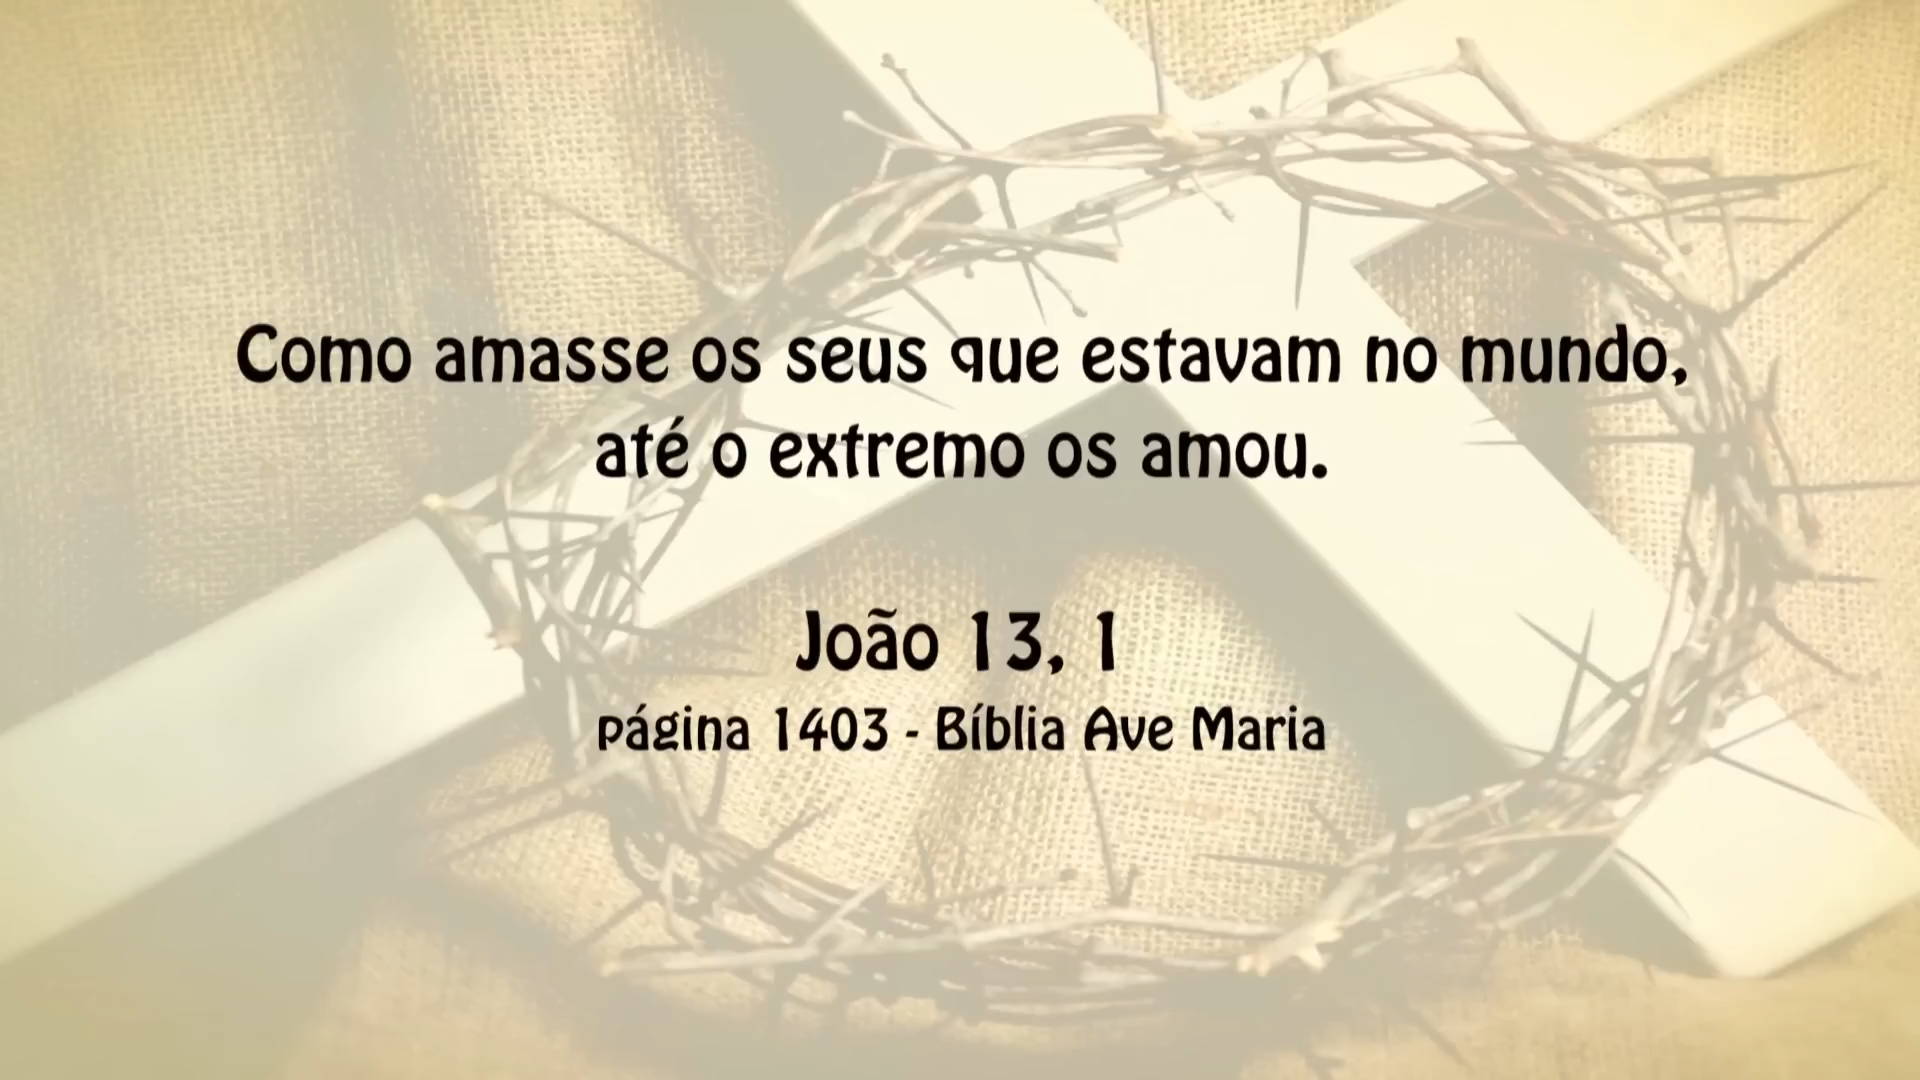 Como amasse os seus que estavam no mundo,
até o extremo os amou.
João 13, 1
página 1403 - Bíblia Ave Maria